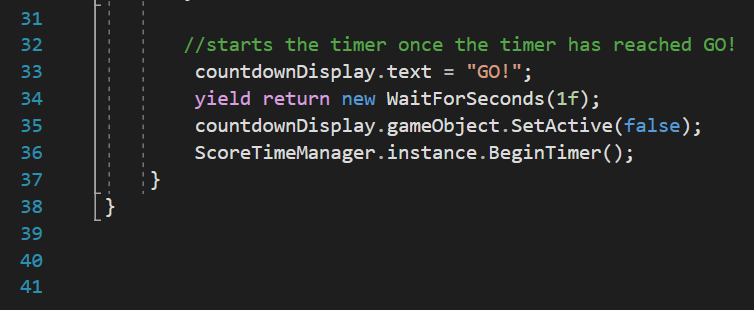 31
32 //starts the timer once the timer has reached GO!
33 countdownDisplay.text = "GO!";
34 yield return new WaitForSeconds(1f);
35 countdownDisplay.gameObject.SetActive(false);
36 ScoreTimeManager.instance.BeginTimer();
37 }
38 }
39
40
41